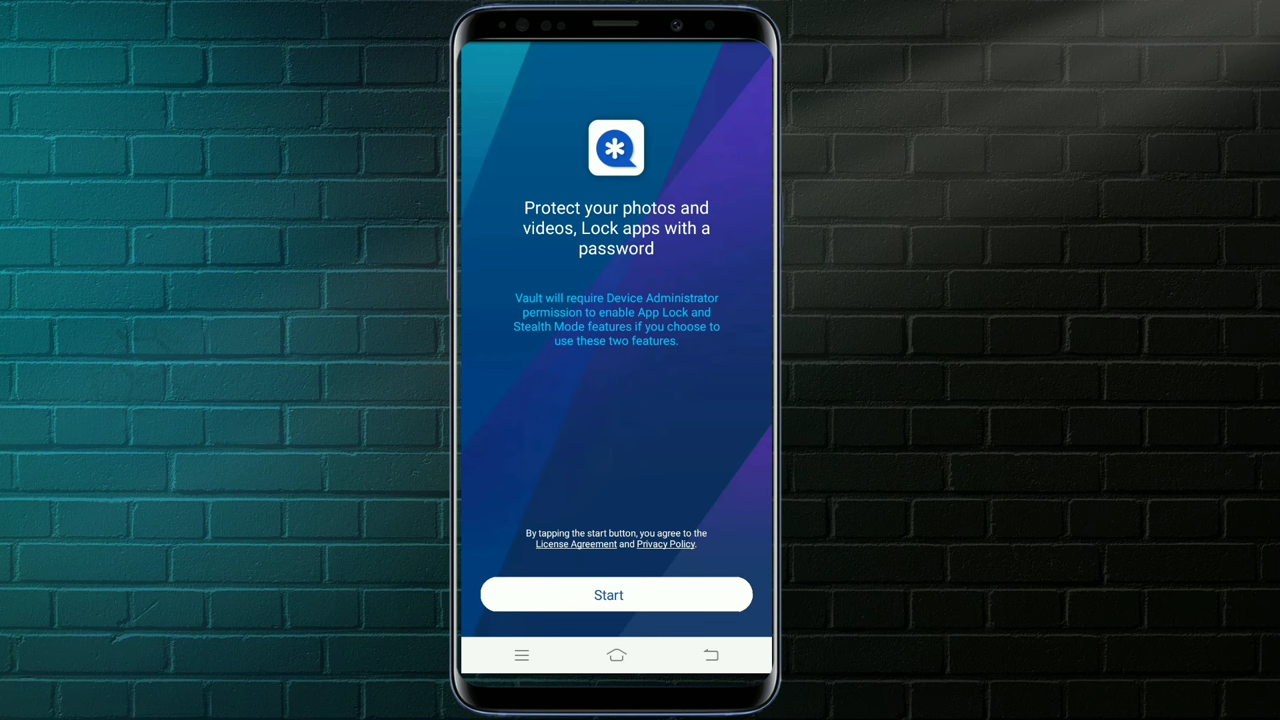 Protect your photos and
videos, Lock apps with a
password
Vault will require Device Administrator
permission to enable App Lock and
Stealth Mode features if you choose to
use these two features.
By tapping the start button, you agree to the
License Agreement and Privacy Policy.
Start